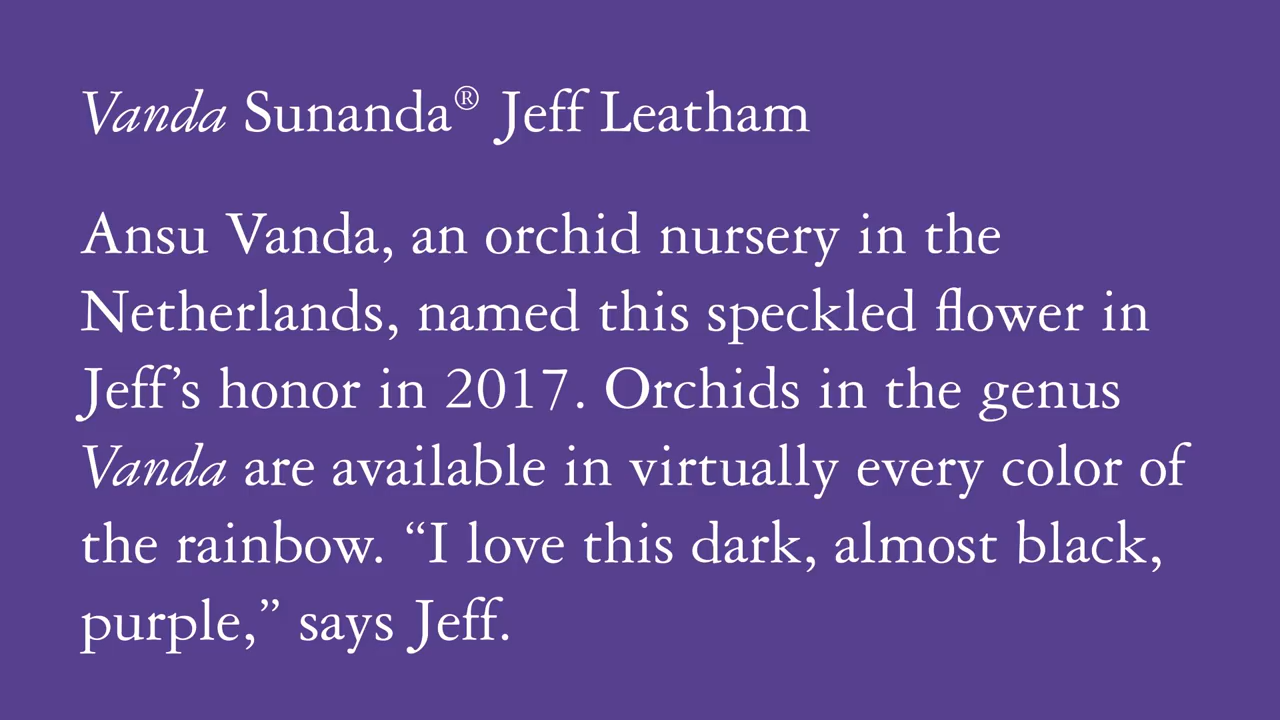 Vanda Sunanda® Jeff Leatham
Ansu Vanda, an orchid nursery in the
Netherlands, named this speckled flower in
Jeff’s honor in 2017. Orchids in the genus
Vanda are available in virtually every color of
the rainbow. “I love this dark, almost black,
purple,” says Jeff.